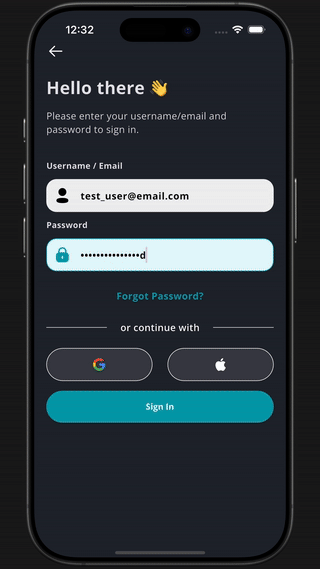 12:32
Hello there 👋
Please enter your username/email and
password to sign in.
Username / Email
test_user@email.com
Password
•••••••••••••••d
Forgot Password?
or continue with
Sign In